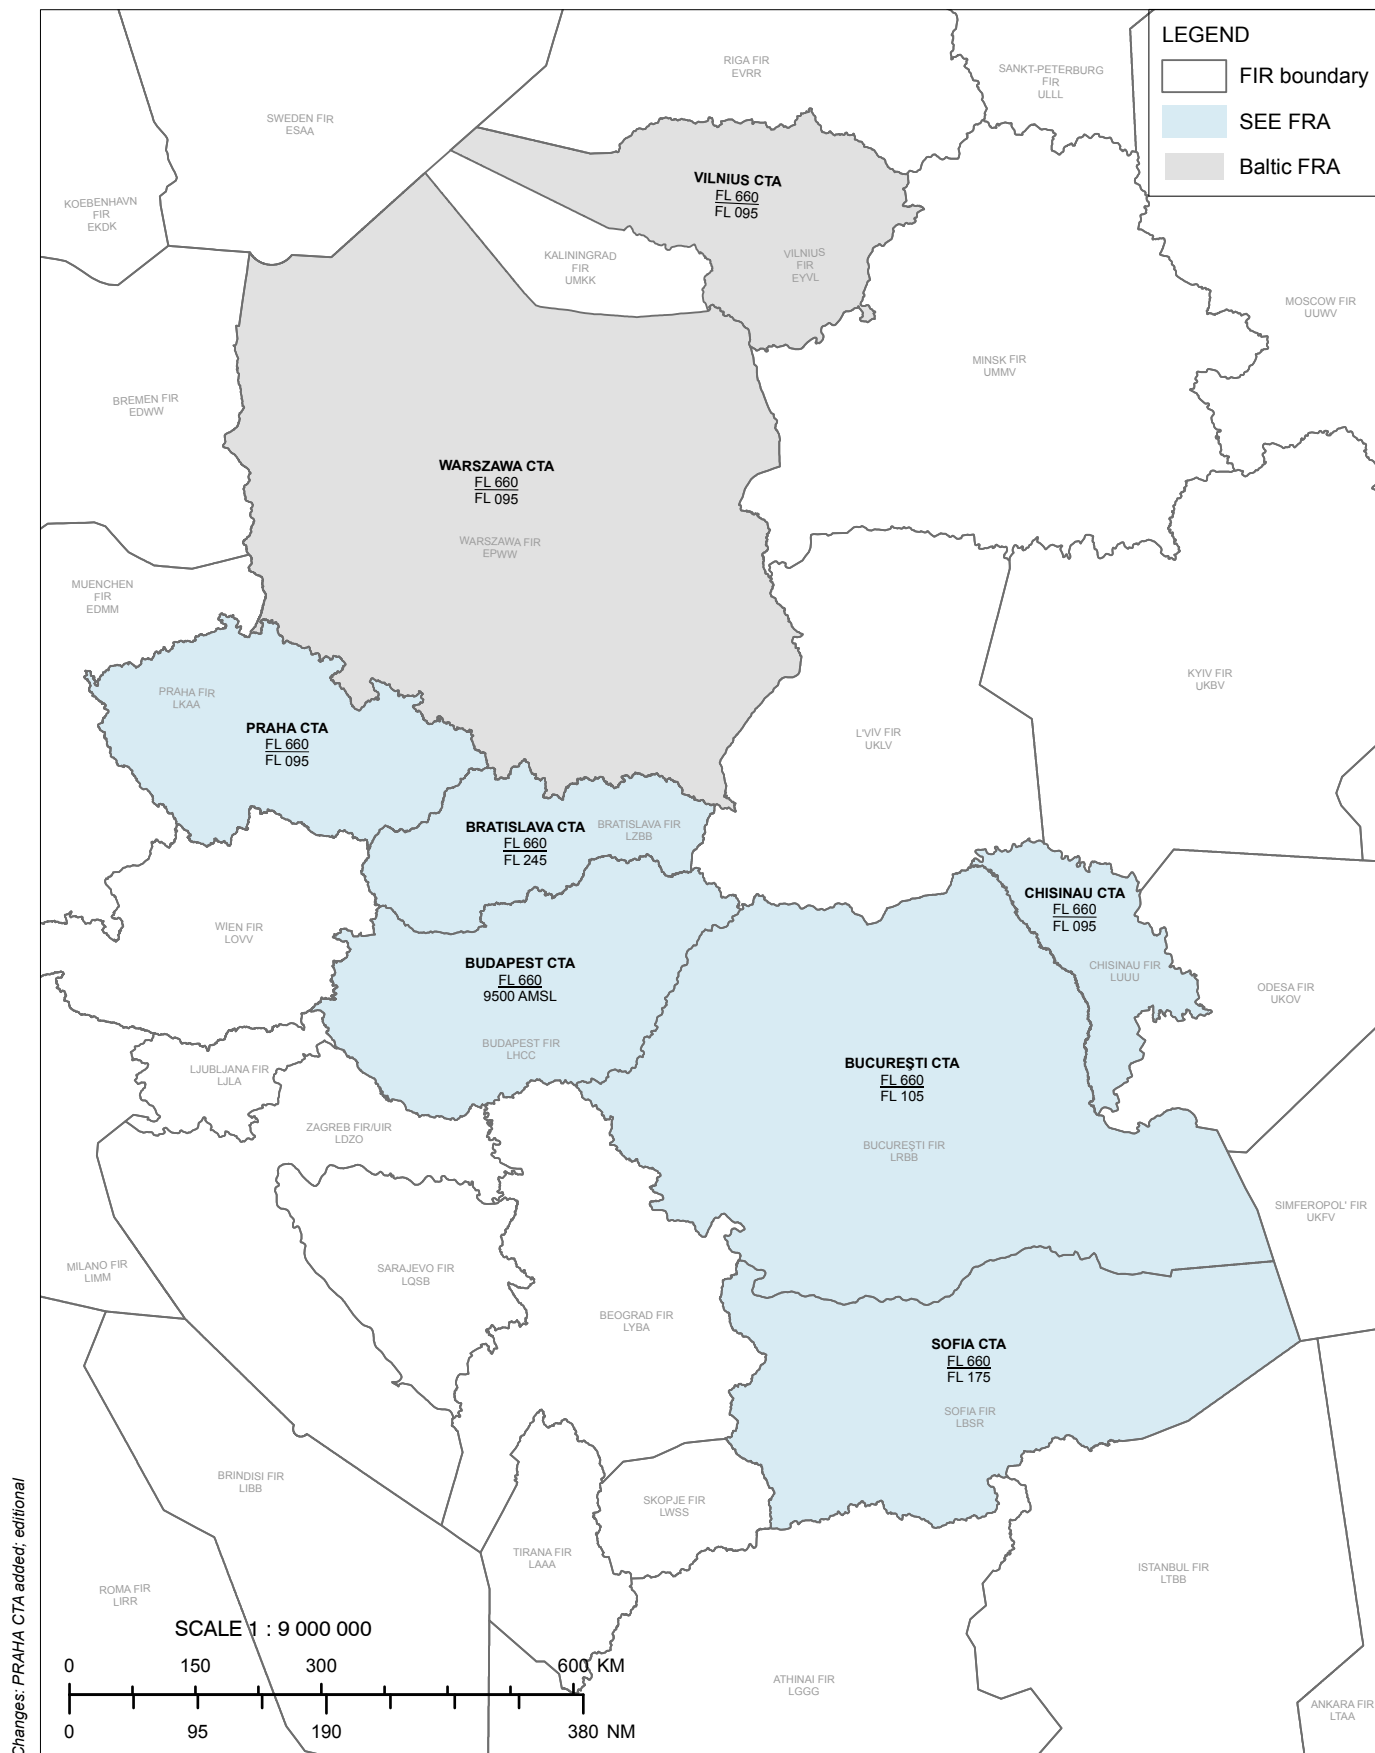 LEGEND
FIR boundary
SEE FRA
Baltic FRA
RIGA FIR
EVRR
SANKT-PETERBURG
FIR
ULLL
SWEDEN FIR
ESAA
KOEBENHAVN
FIR
EKDK
VILNIUS CTA
FL 660
FL 095
VILNIUS
FIR
EYVL
KALININGRAD
FIR
UMKK
MOSCOW FIR
UUWV
MINSK FIR
UMMV
BREMEN FIR
EDWW
WARSZAWA CTA
FL 660
FL 095
WARSZAWA FIR
EPWW
MUENCHEN
FIR
EDMM
PRAHA FIR
LKAA
PRAHA CTA
FL 660
FL 095
KYIV FIR
UKBV
L'VIV FIR
UKLV
BRATISLAVA CTA
FL 660
FL 245
BRATISLAVA FIR
LZBB
CHISINAU CTA
FL 660
FL 095
CHISINAU FIR
LUUU
WIEN FIR
LOVV
BUDAPEST CTA
FL 660
9500 AMSL
BUDAPEST FIR
LHCC
ODESA FIR
UKOV
LJUBLJANA FIR
LJLA
BUCUREŞTI CTA
FL 660
FL 105
BUCUREŞTI FIR
LRBB
ZAGREB FIR/UIR
LDZO
SIMFEROPOL' FIR
UKFV
MILANO FIR
LIMM
SARAJEVO FIR
LQSB
BEOGRAD FIR
LYBA
SOFIA CTA
FL 660
FL 175
SOFIA FIR
LBSR
BRINDISI FIR
LIBB
SKOPJE FIR
LWSS
TIRANA FIR
LAAA
ISTANBUL FIR
LTBB
ROMA FIR
LIRR
ATHINAI FIR
LGGG
ANKARA FIR
LTAA
SCALE 1 : 9 000 000
0 150 300 600 KM
0 95 190 380 NM
Changes: PRAHA CTA added; editional